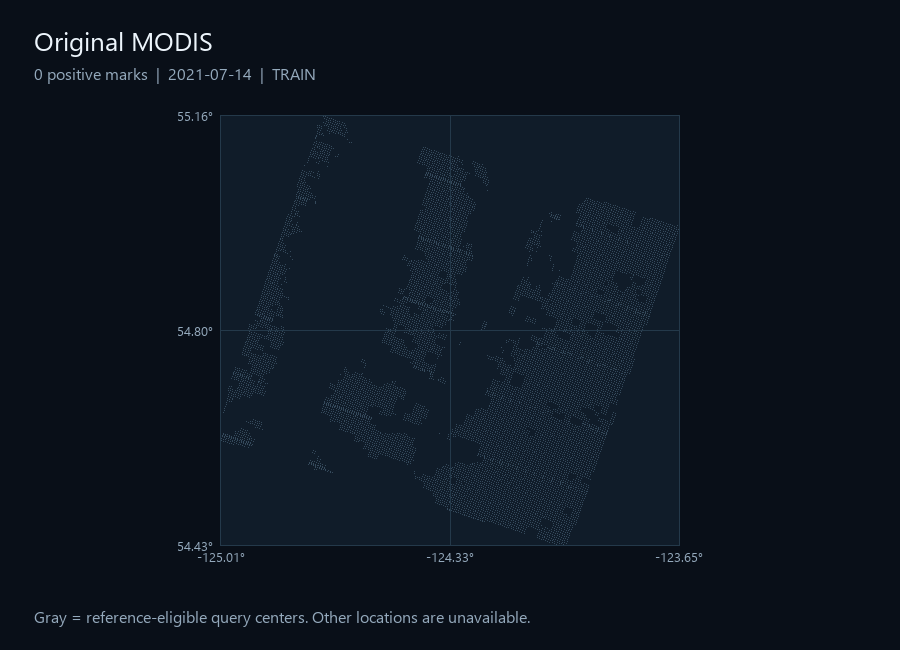 Original MODIS
0 positive marks | 2021-07-14 | TRAIN
55.16°
54.80°
54.43°
-125.01°
-124.33°
-123.65°
Gray = reference-eligible query centers. Other locations are unavailable.